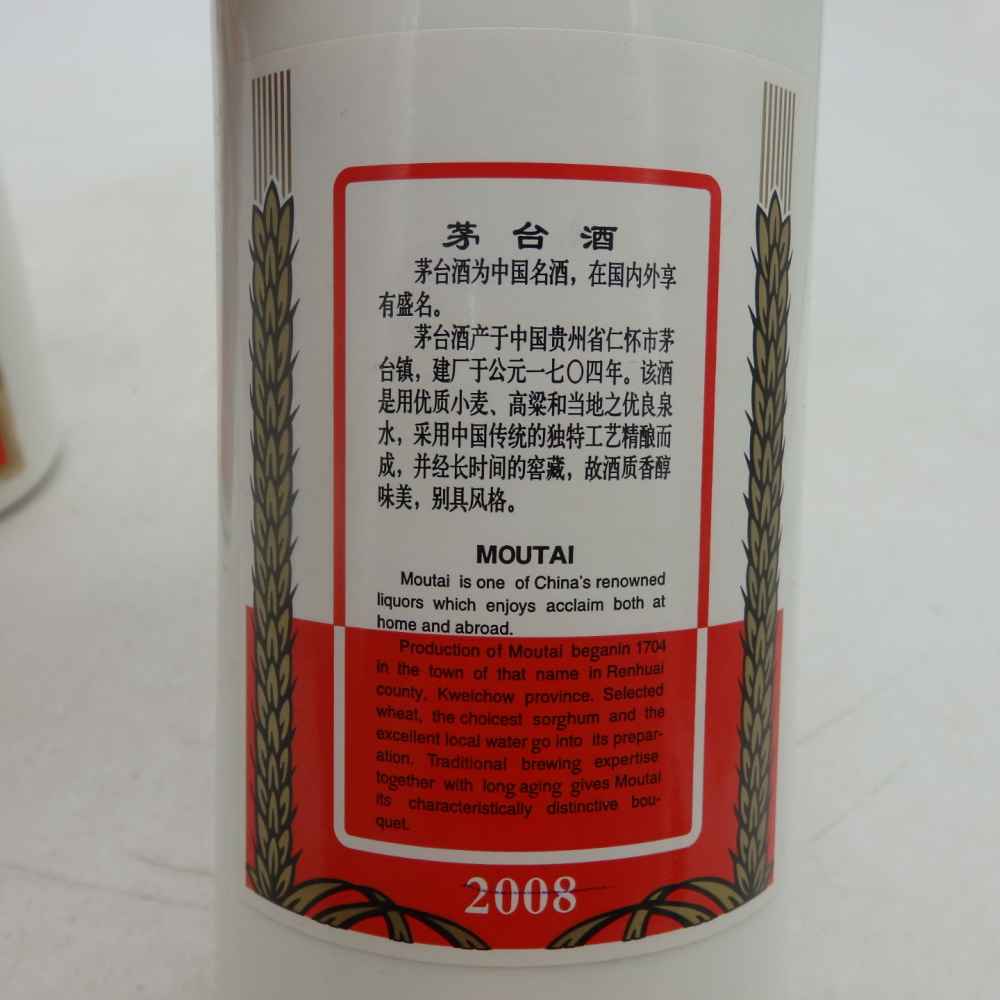 茅台酒
茅台酒为中国名酒，在国内外享
有盛名。
茅台酒产于中国贵州省仁怀市茅
台镇，建厂于公元一七〇四年。该酒
是用优质小麦、高粱和当地之优良泉
水，采用中国传统的独特工艺精酿而
成，并经长时间的窖藏，故酒质香醇
味美，别具风格。
MOUTAI
Moutai is one of China's renowned
liquors which enjoys acclaim both at
home and abroad.
Production of Moutai beganin 1704
in the town of that name in Renhuai
county, Kweichow province. Selected
wheat, the choicest sorghum and the
excellent local water go into its prepar-
ation. Traditional brewing expertise
together with long aging gives Moutai
its characteristically distinctive bou-
quet.
2008